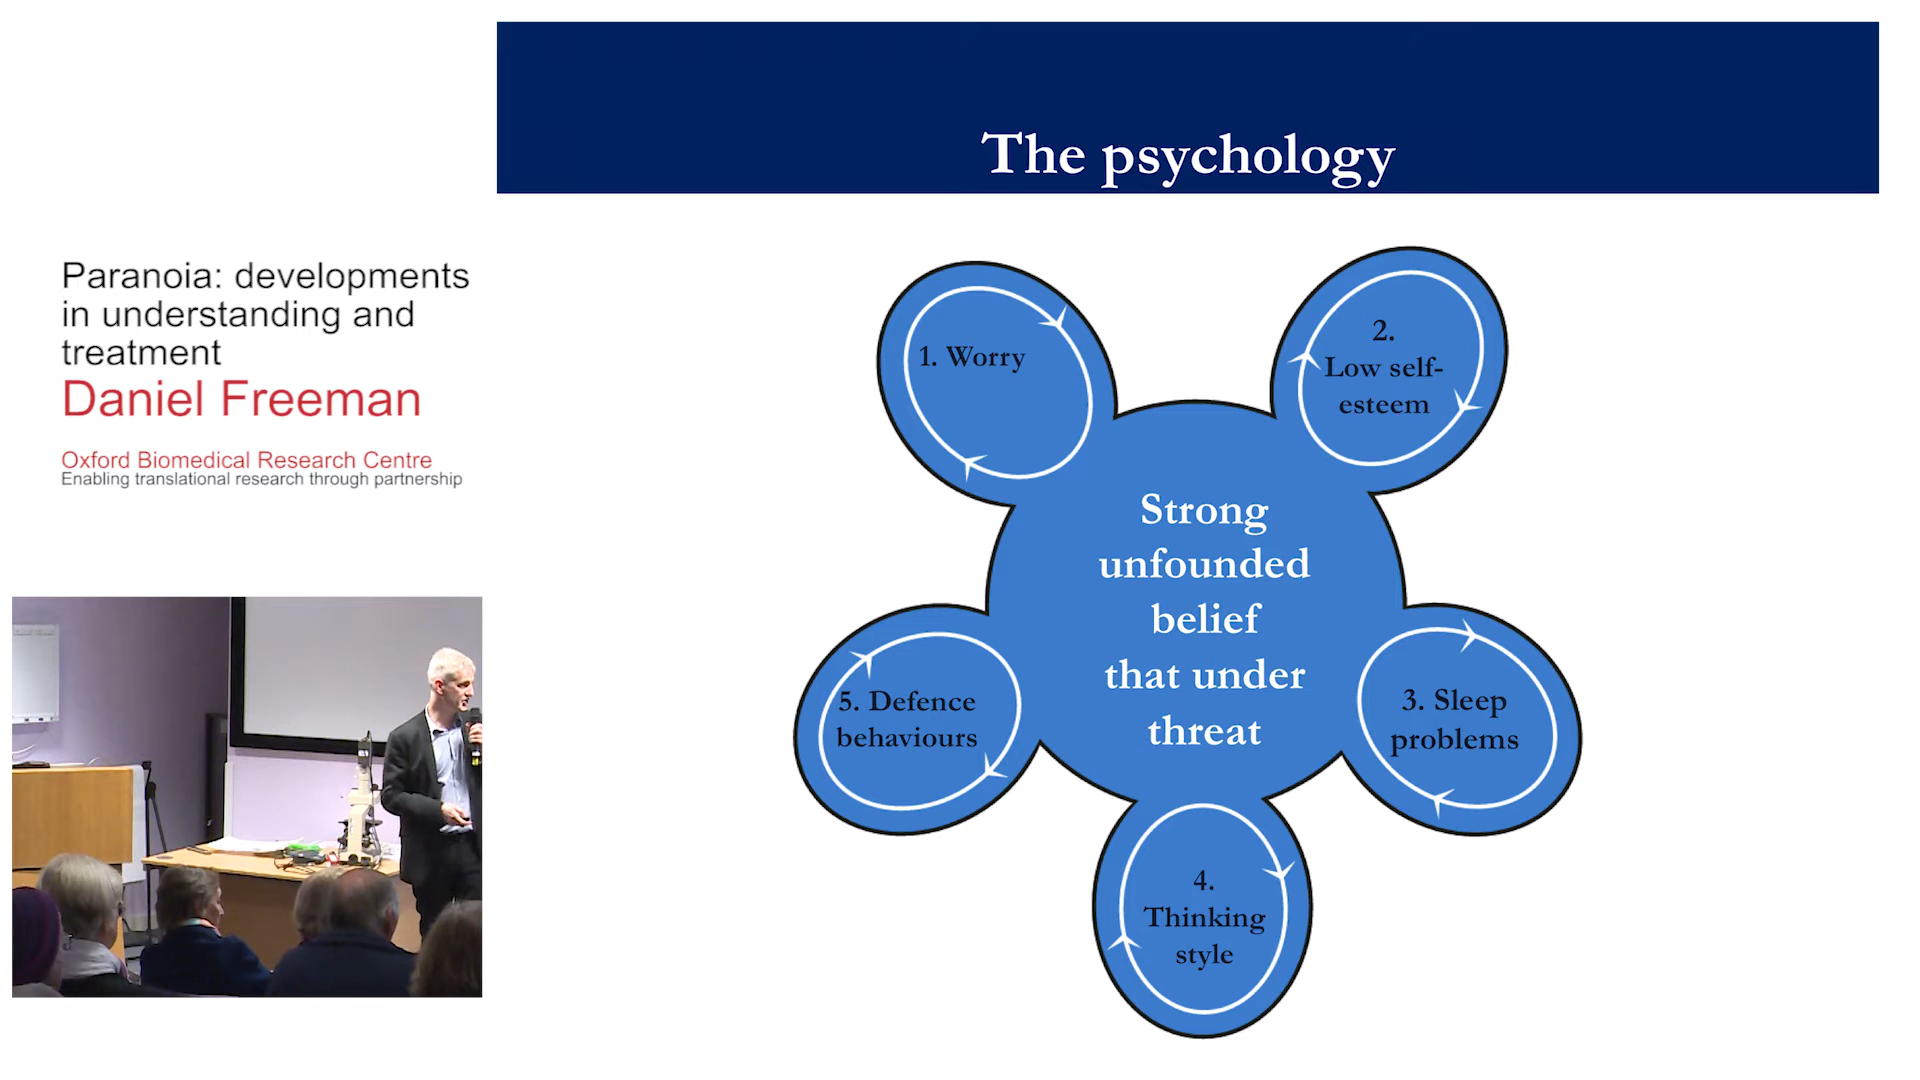 The psychology
Paranoia: developments
in understanding and
treatment
Daniel Freeman
Oxford Biomedical Research Centre
Enabling translational research through partnership
1. Worry
2.
Low self-
esteem
Strong
unfounded
belief
that under
threat
3. Sleep
problems
4.
Thinking
style
5. Defence
behaviours